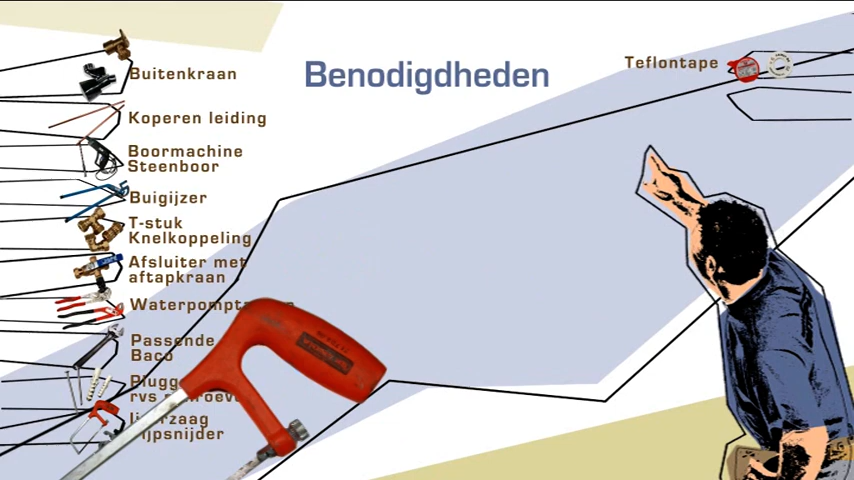 Benodigdheden
Buitenkraan
Koperen leiding
Boormachine
Steenboor
Buigijzer
T-stuk
Knelkoppeling
Afsluiter met
aftapkraan
Passende
Baco
Teflontape